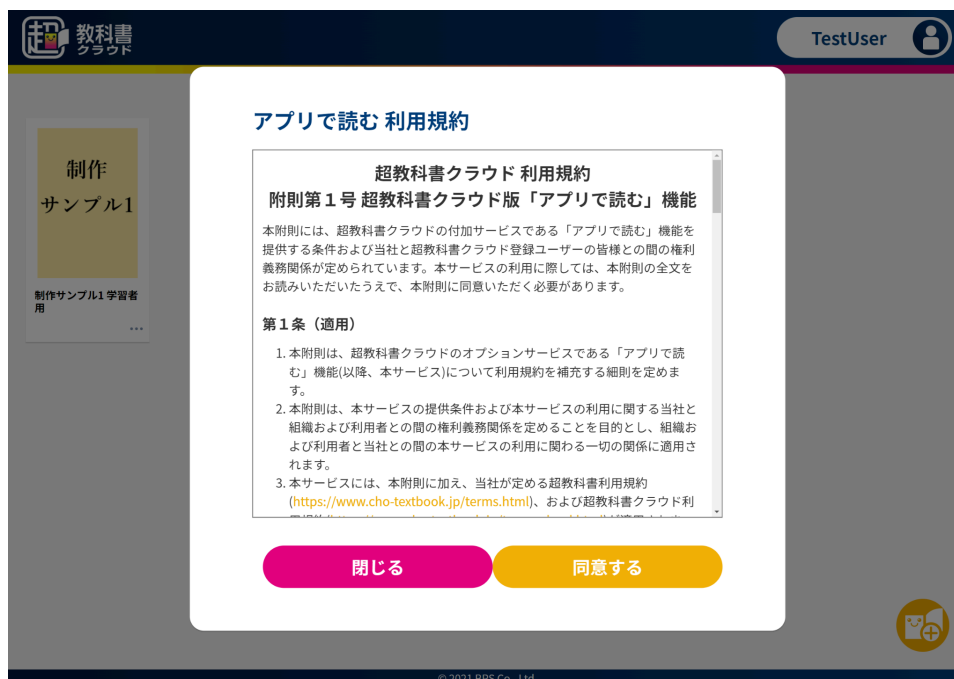 超 教科書
クラウド
TestUser
制作
サンプル1
制作サンプル1 学習者
用
...
アプリで読む 利用規約
超教科書クラウド 利用規約
附則第１号 超教科書クラウド版「アプリで読む」機能
本附則には、超教科書クラウドの付加サービスである「アプリで読む」機能を
提供する条件および当社と超教科書クラウド登録ユーザーの皆様との間の権利
義務関係が定められています。本サービスの利用に際しては、本附則の全文を
お読みいただいたうえで、本附則に同意いただく必要があります。
第１条（適用）
1. 本附則は、超教科書クラウドのオプションサービスである「アプリで読
む」機能(以降、本サービス)について利用規約を補充する細則を定めま
す。
2. 本附則は、本サービスの提供条件および本サービスの利用に関する当社と
組織および利用者との間の権利義務関係を定めることを目的とし、組織お
よび利用者と当社との間の本サービスの利用に関わる一切の関係に適用さ
れます。
3. 本サービスには、本附則に加え、当社が定める超教科書利用規約
(https://www.cho-textbook.jp/terms.html)、および超教科書クラウド利
閉じる
同意する
© 2021 BPS Co., Ltd.